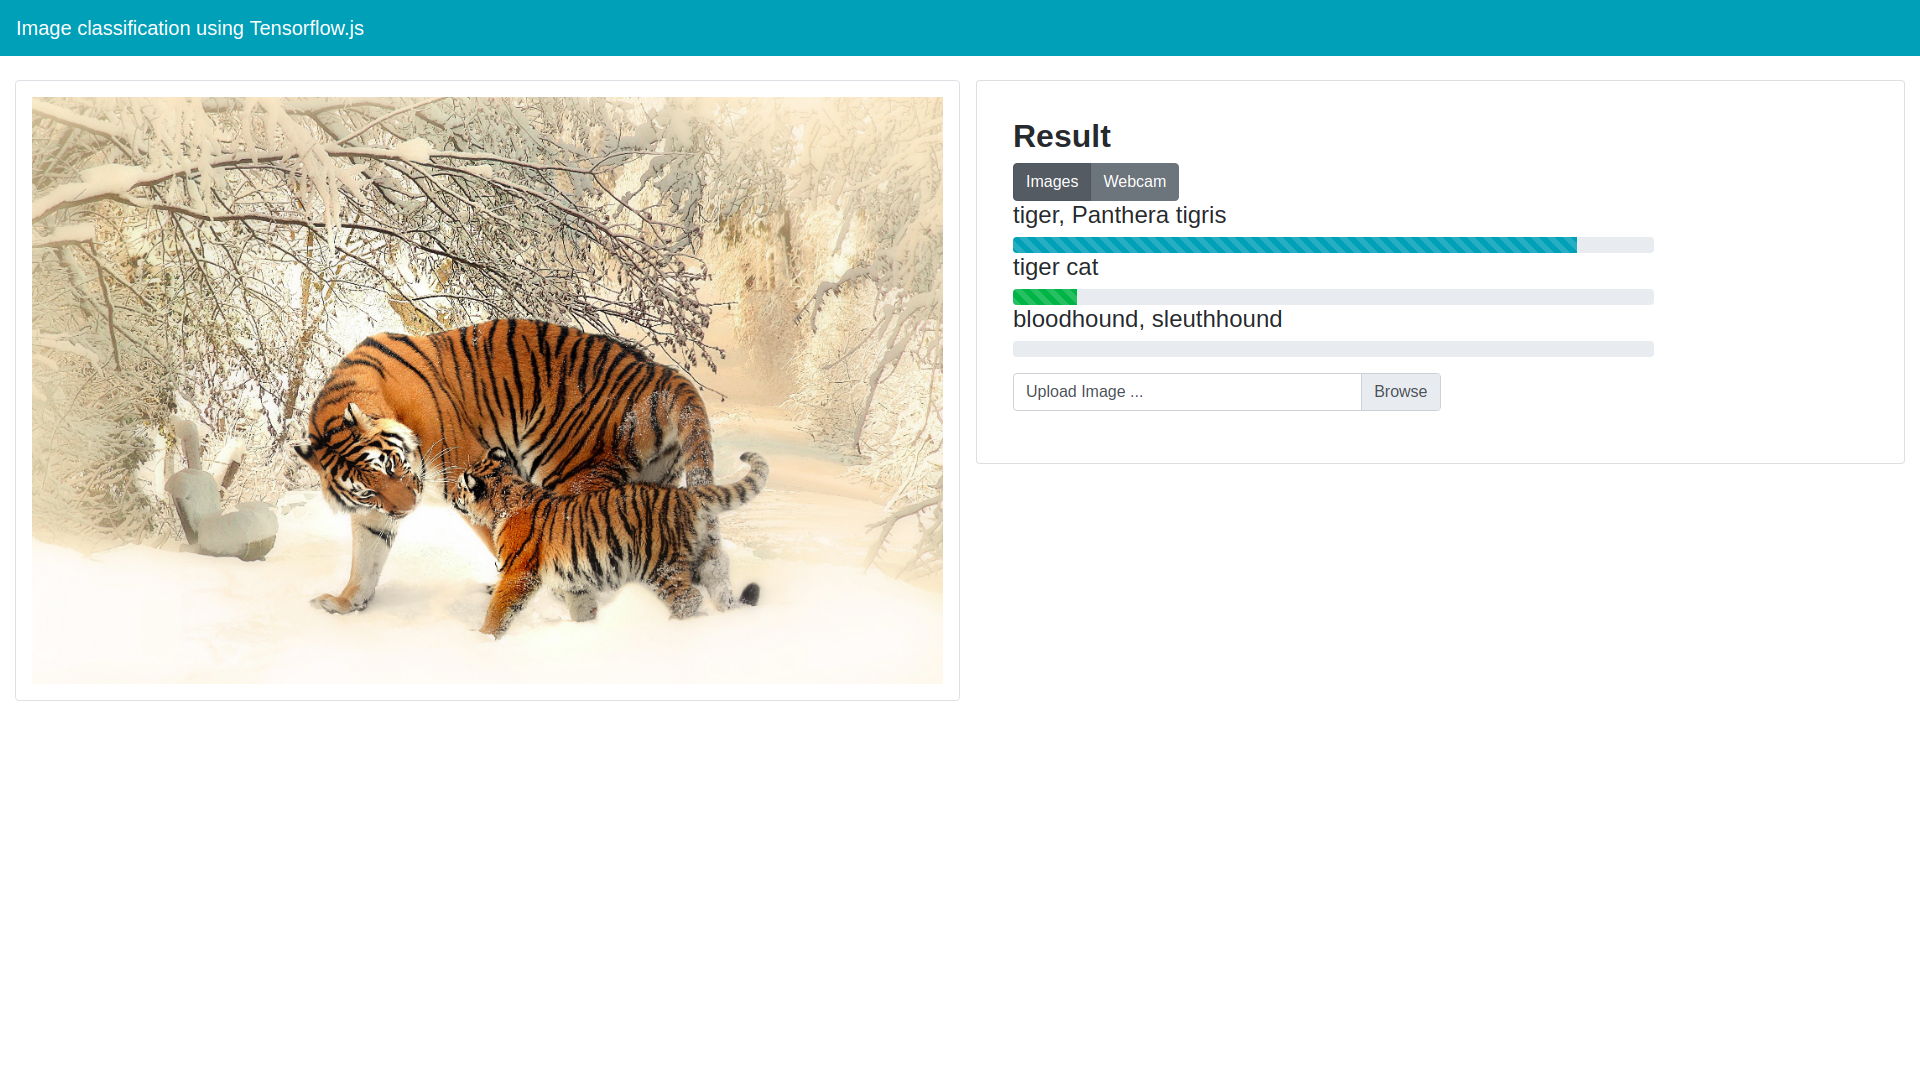 Image classification using Tensorflow.js
Result
Images Webcam
tiger, Panthera tigris
tiger cat
bloodhound, sleuthhound
Upload Image ... Browse